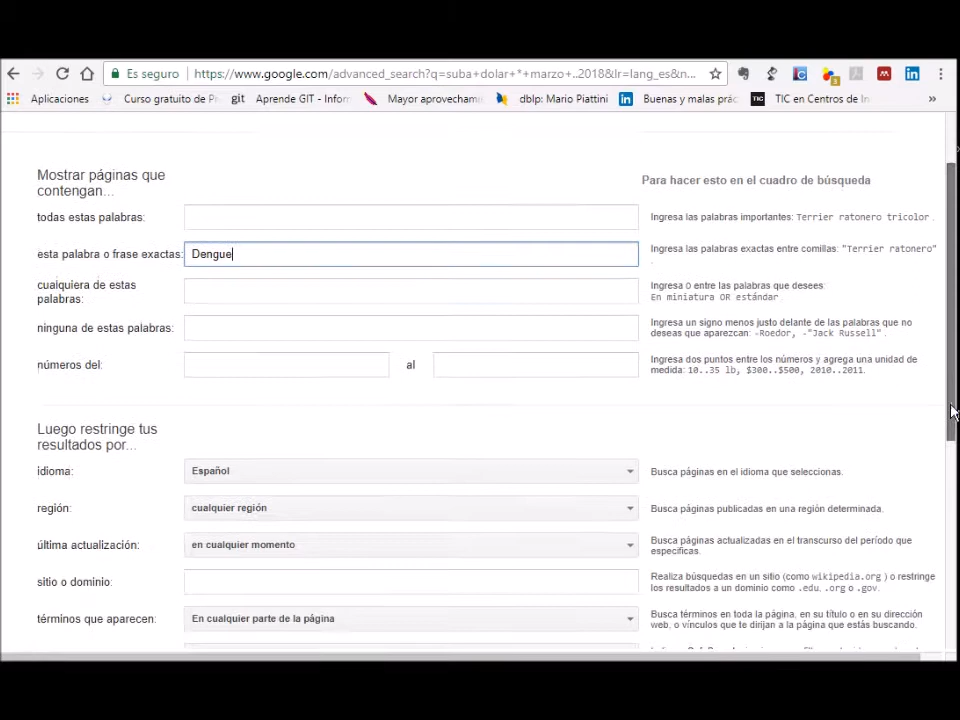 Es seguro https://www.google.com/advanced_search?q=suba+dolar+*+marzo+..2018&lr=lang_es&n...
Aplicaciones Curso gratuito de Pr git Aprende GIT - Infor Mayor aprovecham dblp: Mario Piattini Buenas y malas prác TIC TIC en Centros de In »
Mostrar páginas que
contengan...
Para hacer esto en el cuadro de búsqueda
todas estas palabras:
Ingresa las palabras importantes: Terrier ratonero tricolor .
esta palabra o frase exactas: Dengue
Ingresa las palabras exactas entre comillas: "Terrier ratonero"
.
cualquiera de estas
palabras:
Ingresa O entre las palabras que desees:
En miniatura OR estándar .
ninguna de estas palabras:
Ingresa un signo menos justo delante de las palabras que no
deseas que aparezcan: -Roedor, -"Jack Russell" .
números del: al
Ingresa dos puntos entre los números y agrega una unidad de
medida: 10..35 lb, $300..$500, 2010..2011.
Luego restringe tus
resultados por...
idioma: Español
Busca páginas en el idioma que seleccionas.
región: cualquier región
Busca páginas publicadas en una región determinada.
última actualización: en cualquier momento
Busca páginas actualizadas en el transcurso del período que
especificas.
sitio o dominio:
Realiza búsquedas en un sitio (como wikipedia.org ) o restringe
los resultados a un dominio como .edu, .org o .gov.
términos que aparecen: En cualquier parte de la página
Busca términos en toda la página, en su título o en su dirección
web, o vínculos que te dirijan a la página que estás buscando.